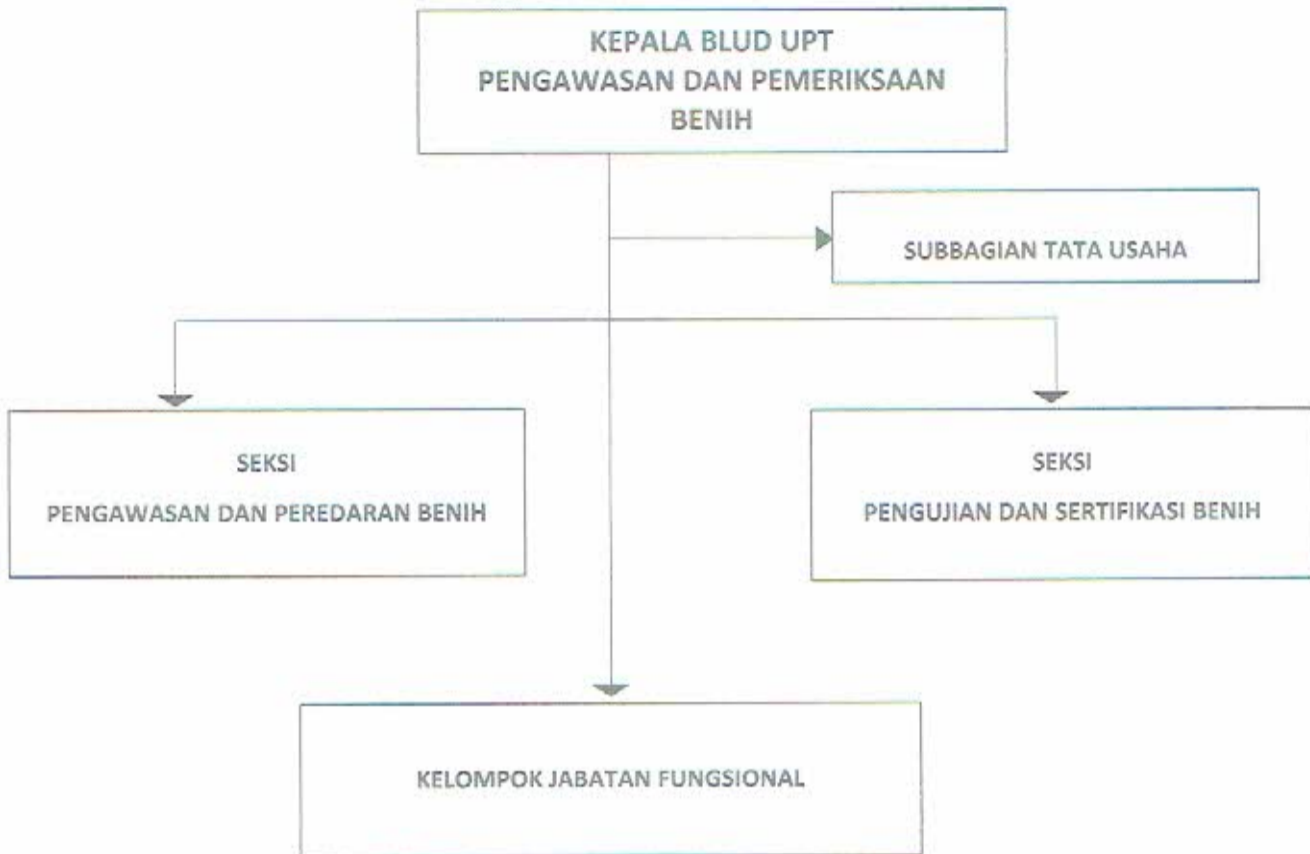 KEPALA BLUD UPT
PENGAWASAN DAN PEMERIKSAAN
BENIH
SUBBAGIAN TATA USAHA
SEKSI
PENGAWASAN DAN PEREDARAN BENIH
SEKSI
PENGUJIAN DAN SERTIFIKASI BENIH
KELOMPOK JABATAN FUNGSIONAL